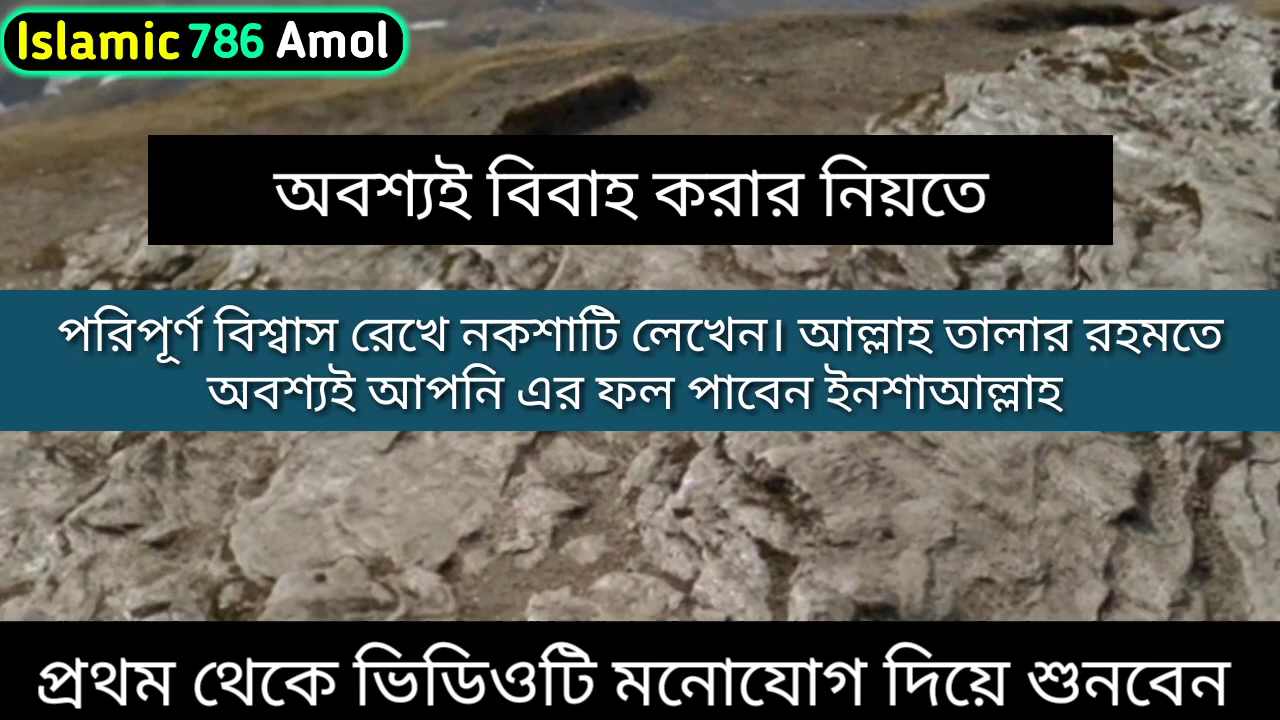 Islamic 786 Amol
অবশ্যই বিবাহ করার নিয়তে
পরিপূর্ণ বিশ্বাস রেখে নকশাটি লেখেন। আল্লাহ তালার রহমতে
অবশ্যই আপনি এর ফল পাবেন ইনশাআল্লাহ
প্রথম থেকে ভিডিওটি মনোযোগ দিয়ে শুনবেন